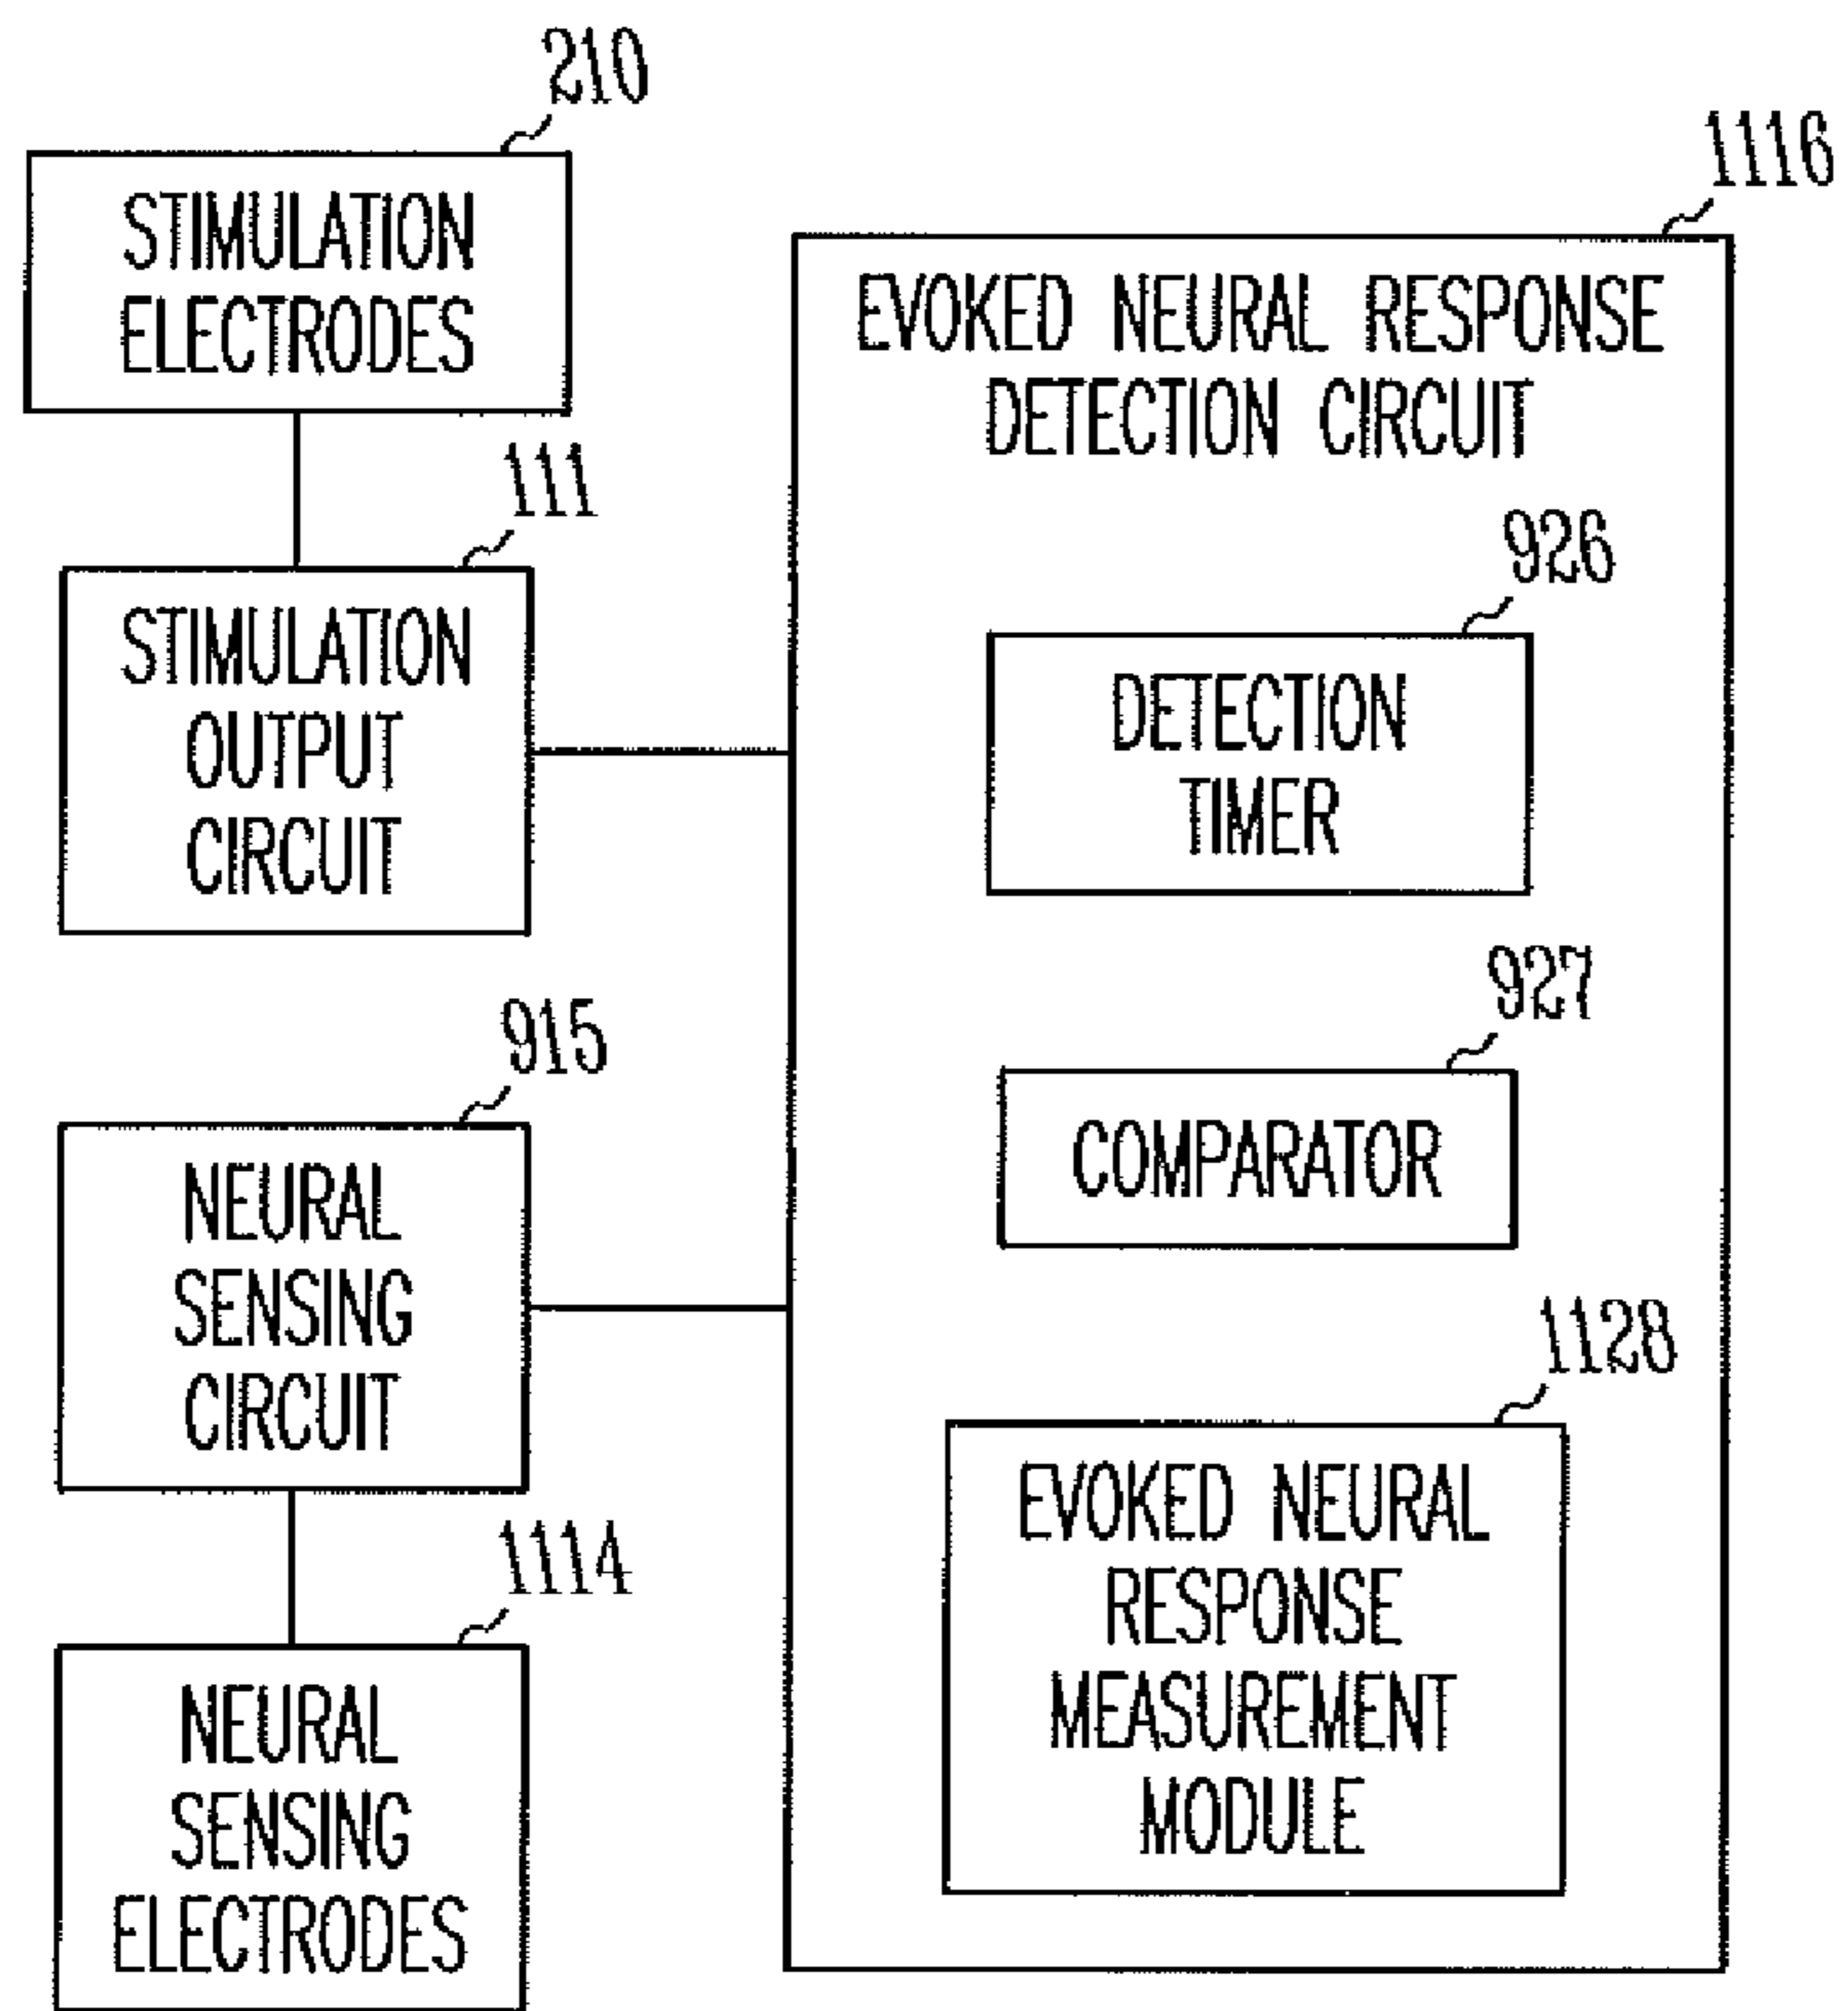 210
STIMULATION
ELECTRODES
111
STIMULATION
OUTPUT
CIRCUIT
915
NEURAL
SENSING
CIRCUIT
1114
NEURAL
SENSING
ELECTRODES
1116
EVOKED NEURAL RESPONSE
DETECTION CIRCUIT
926
DETECTION
TIMER
927
COMPARATOR
1128
EVOKED NEURAL
RESPONSE
MEASUREMENT
MODULE